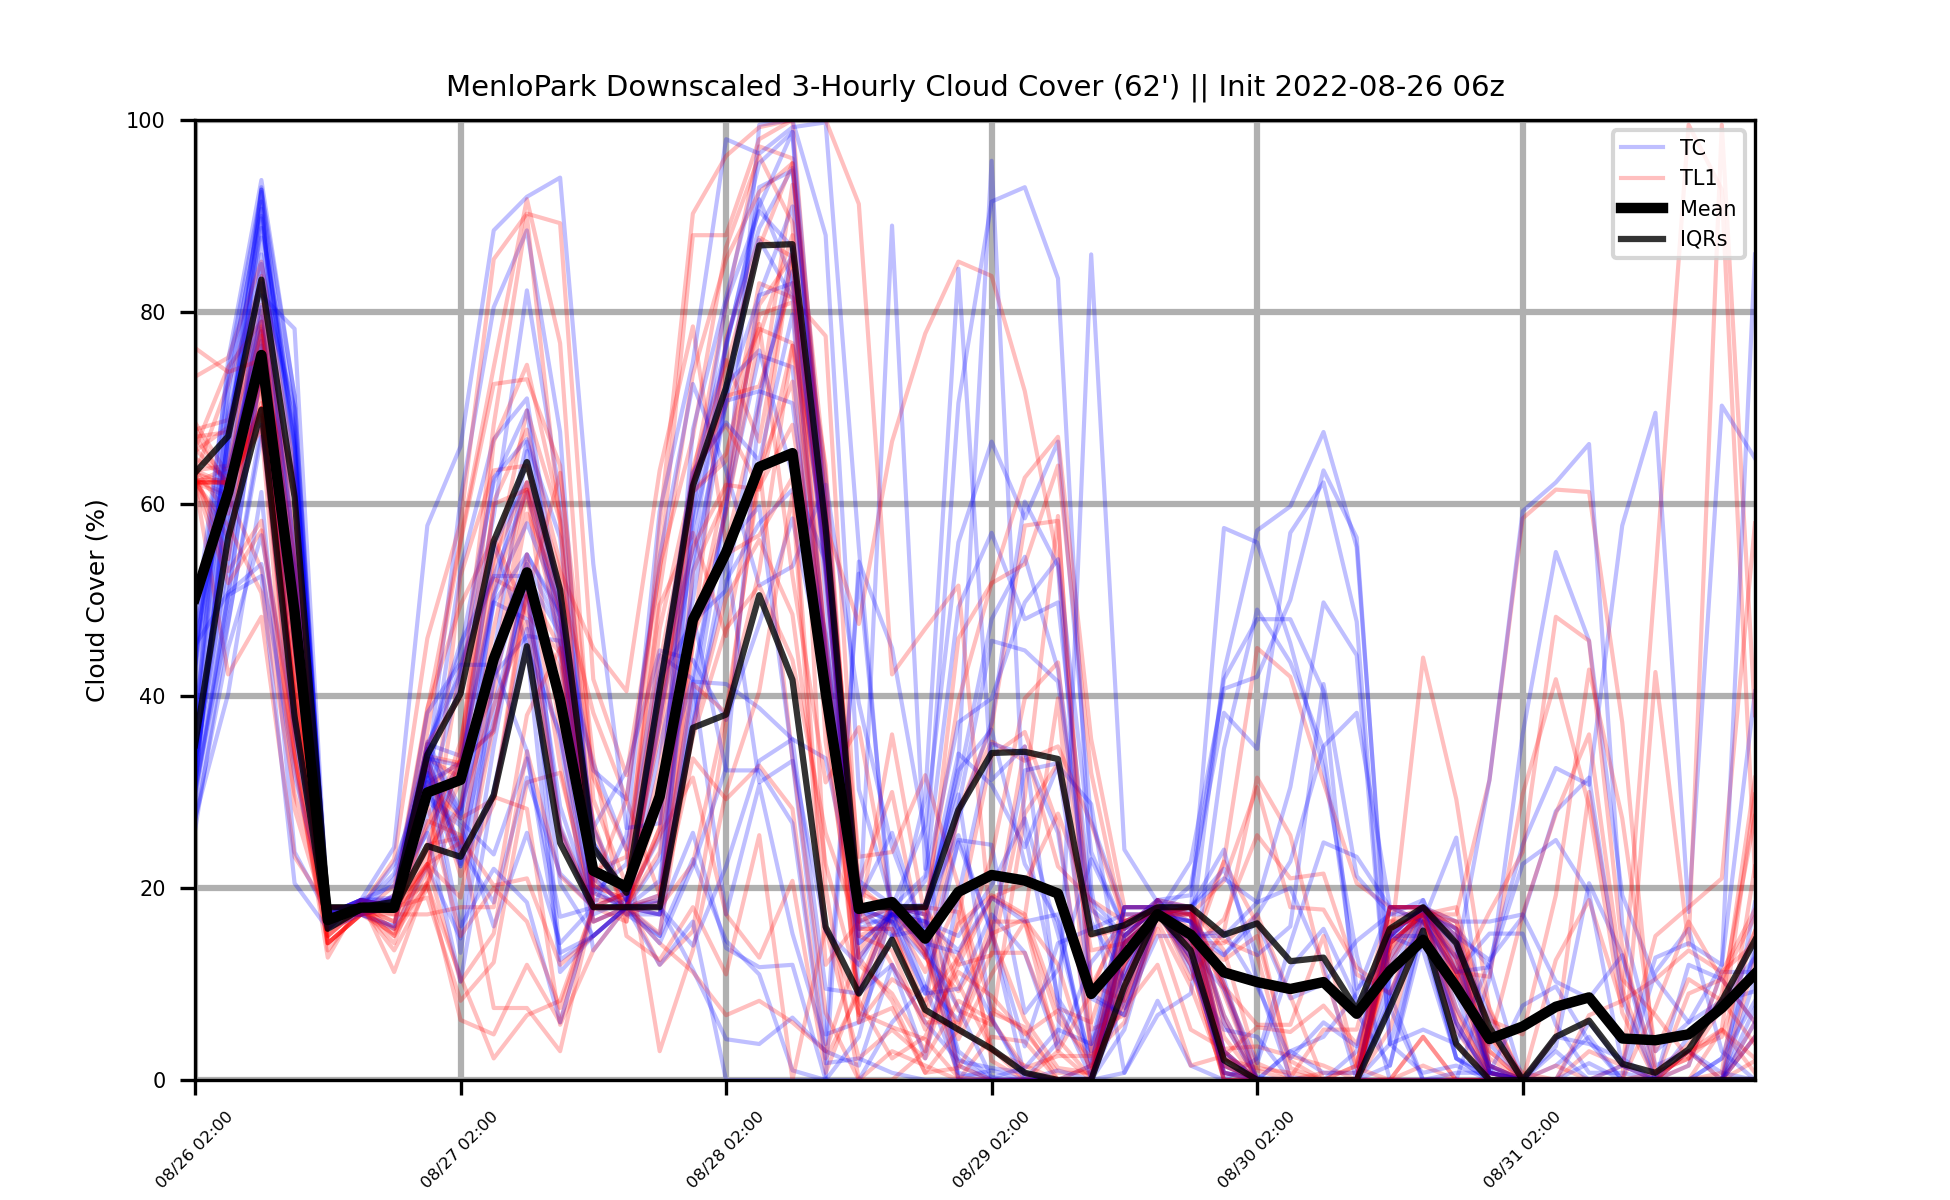 MenloPark Downscaled 3-Hourly Cloud Cover (62') || Init 2022-08-26 06z
Cloud Cover (%)
100
80
60
40
20
0
TC
TL1
Mean
IQRs
08/26 02:00
08/27 02:00
08/28 02:00
08/29 02:00
08/30 02:00
08/31 02:00